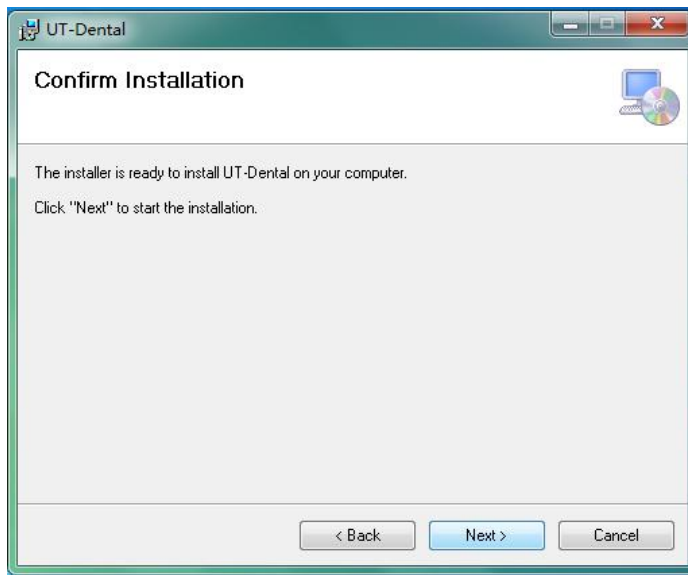 UT-Dental
Confirm Installation
The installer is ready to install UT-Dental on your computer.
Click "Next" to start the installation.
< Back
Next >
Cancel